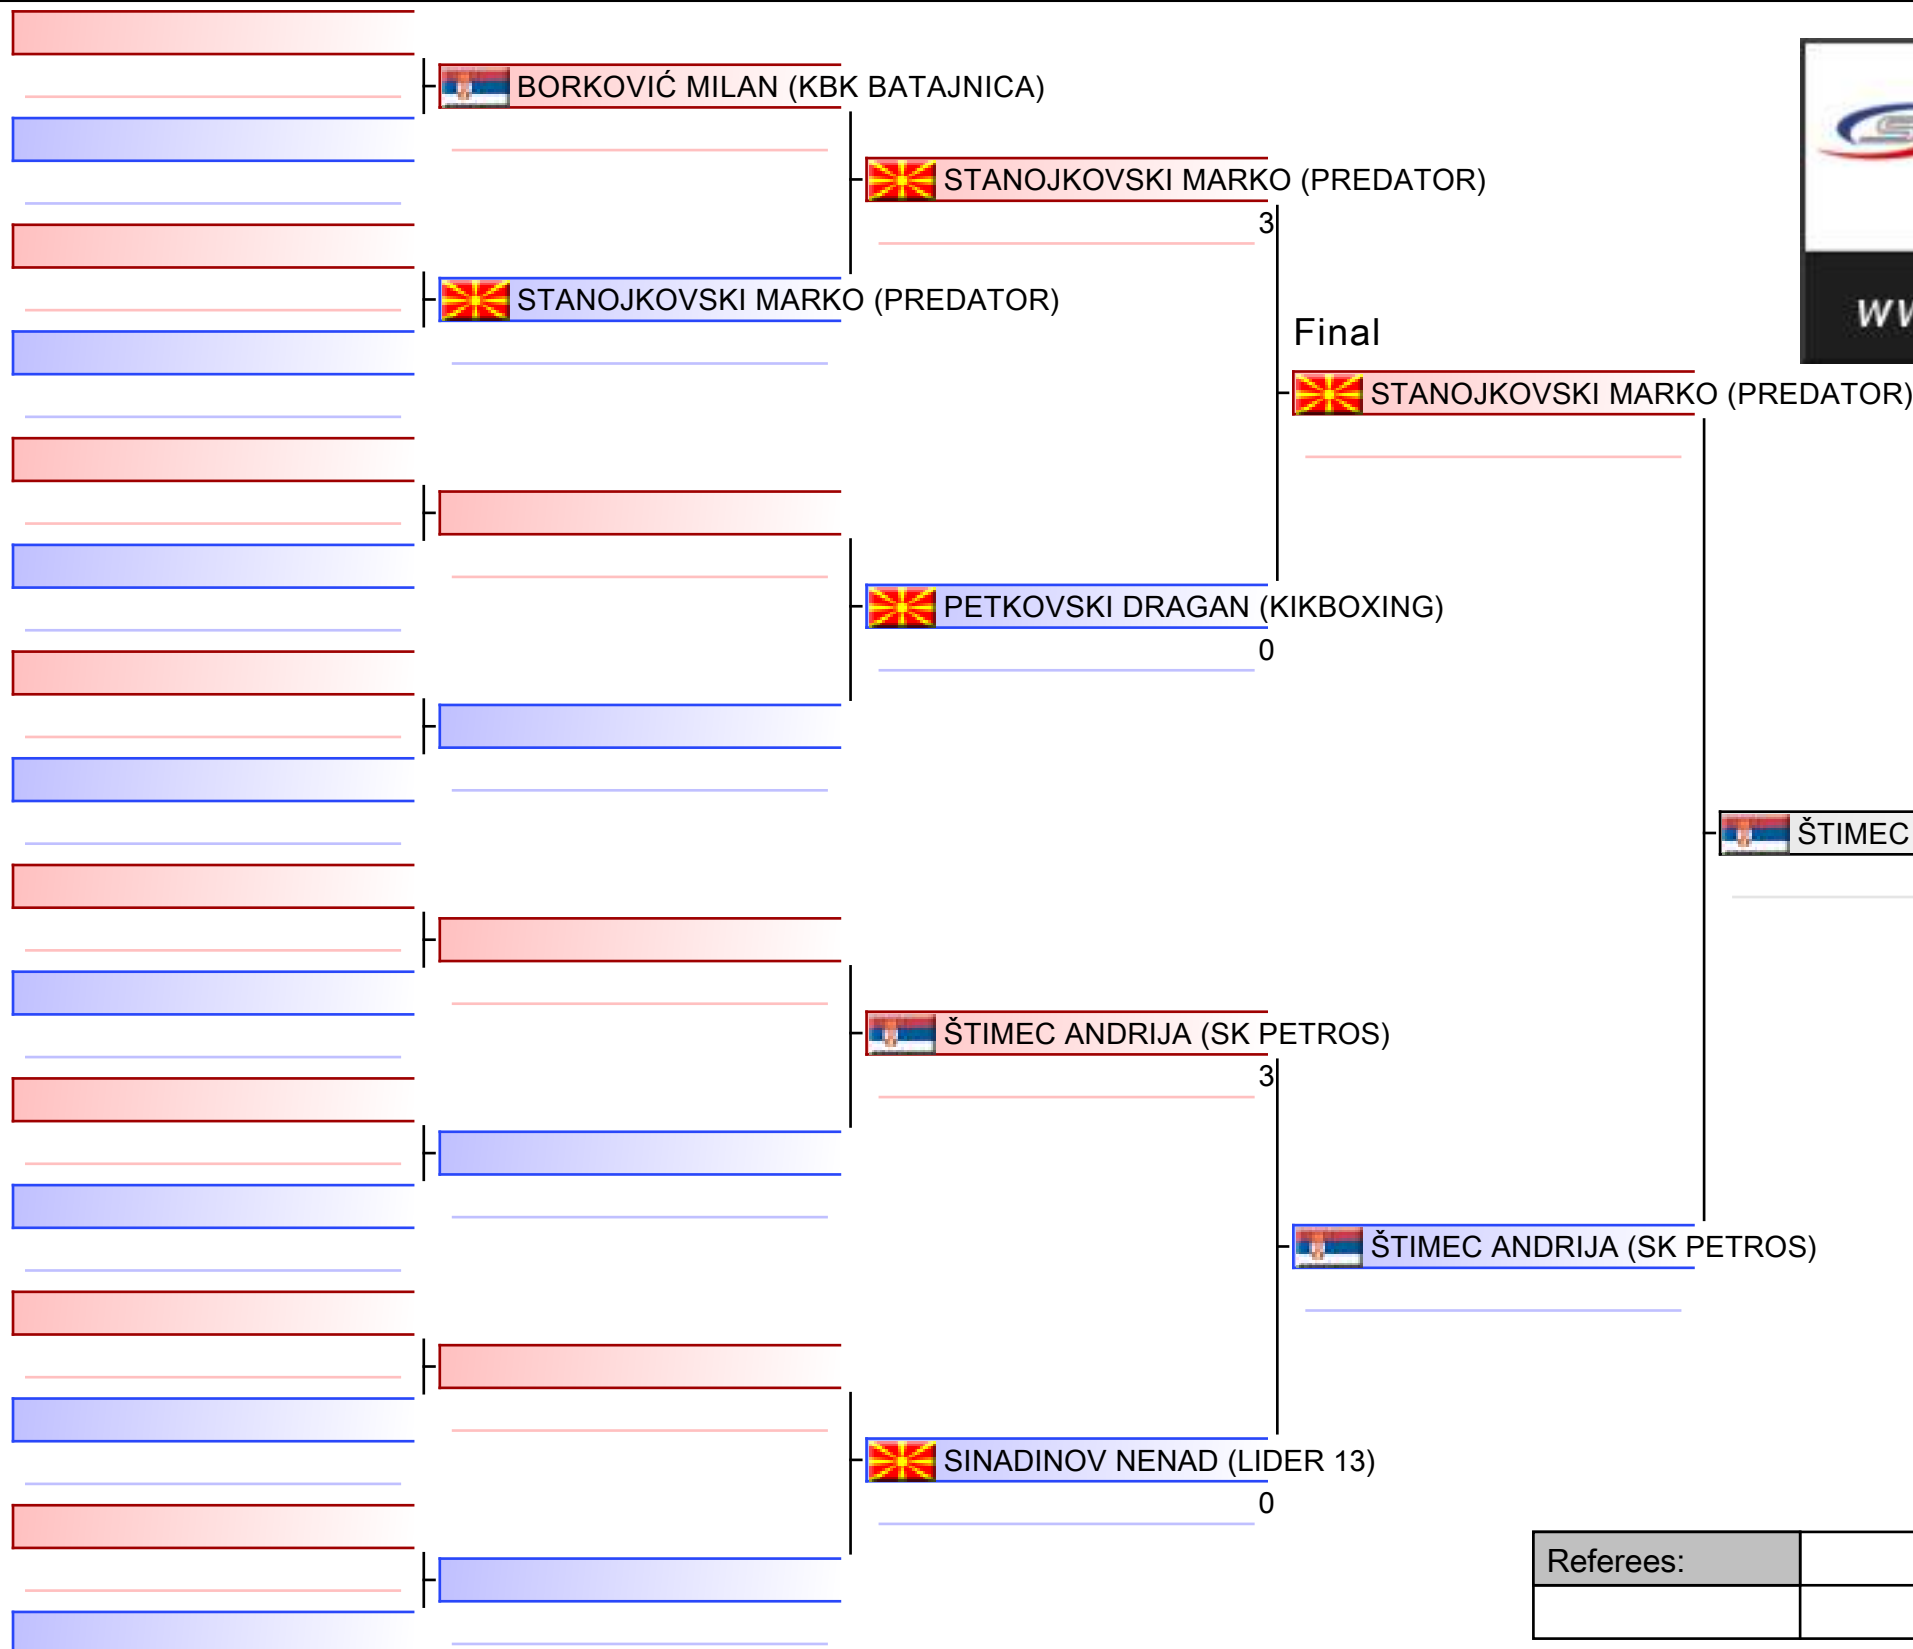 BORKOVIĆ MILAN (KBK BATAJNICA)
STANOJKOVSKI MARKO (PREDATOR)
3
STANOJKOVSKI MARKO (PREDATOR)
Final
STANOJKOVSKI MARKO (PREDATOR)
PETKOVSKI DRAGAN (KIKBOXING)
0
ŠTIMEC
ŠTIMEC ANDRIJA (SK PETROS)
3
ŠTIMEC ANDRIJA (SK PETROS)
SINADINOV NENAD (LIDER 13)
0
Referees: